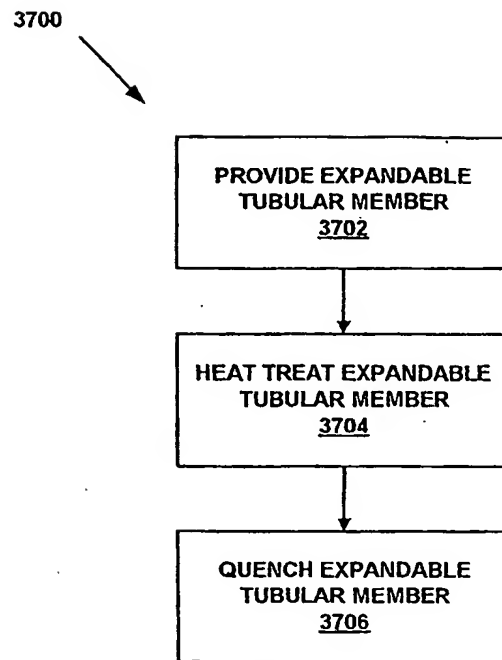 3700
PROVIDE EXPANDABLE
TUBULAR MEMBER
3702
HEAT TREAT EXPANDABLE
TUBULAR MEMBER
3704
QUENCH EXPANDABLE
TUBULAR MEMBER
3706